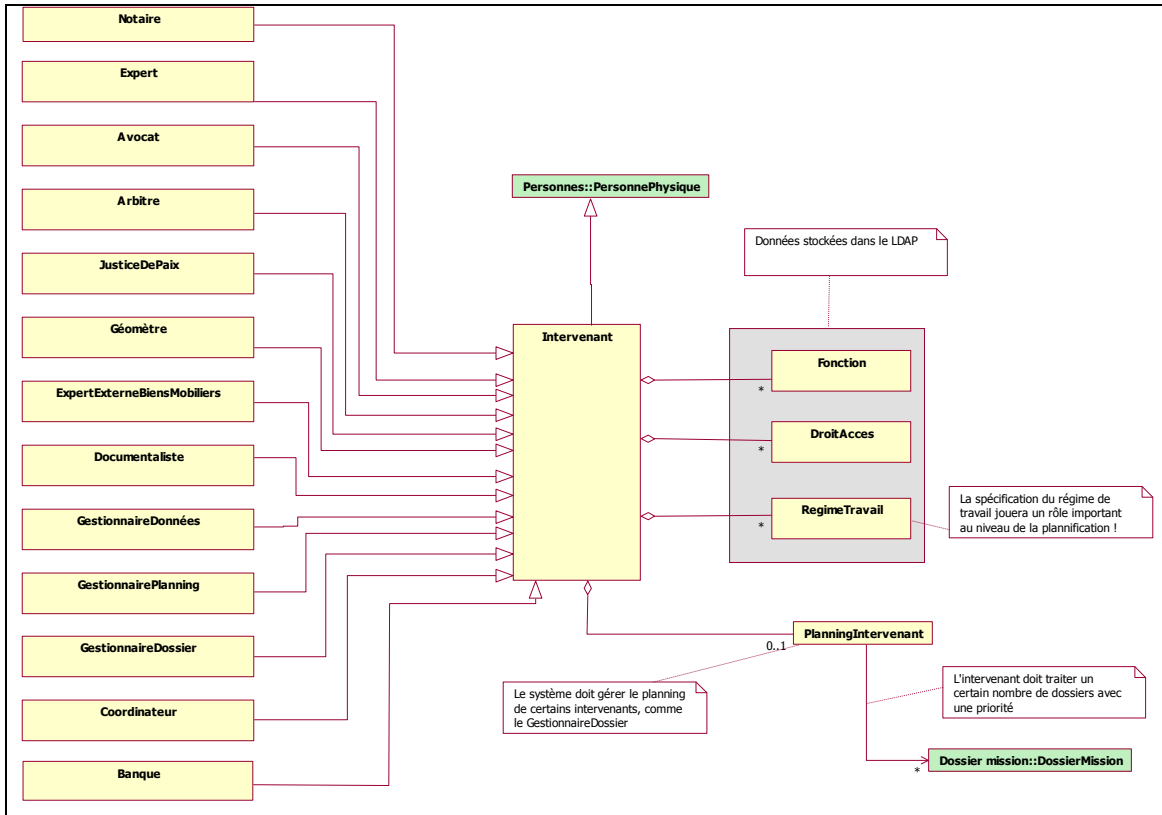 Notaire
Expert
Avocat
Arbitre
JusticeDePaix
Géomètre
ExpertExterneBiensMobiliers
Documentaliste
GestionnaireDonnées
GestionnairePlanning
GestionnaireDossier
Coordinateur
Banque
Personnes::PersonnePhysique
Intervenant
Données stockées dans le LDAP
Fonction
*
DroitAcces
*
RegimeTravail
*
La spécification du régime de
travail jouera un rôle important
au niveau de la plannification !
PlanningIntervenant
0..1
Le système doit gérer le planning
de certains intervenants, comme
le GestionnaireDossier
L'intervenant doit traiter un
certain nombre de dossiers avec
une priorité
Dossier mission::DossierMission
*